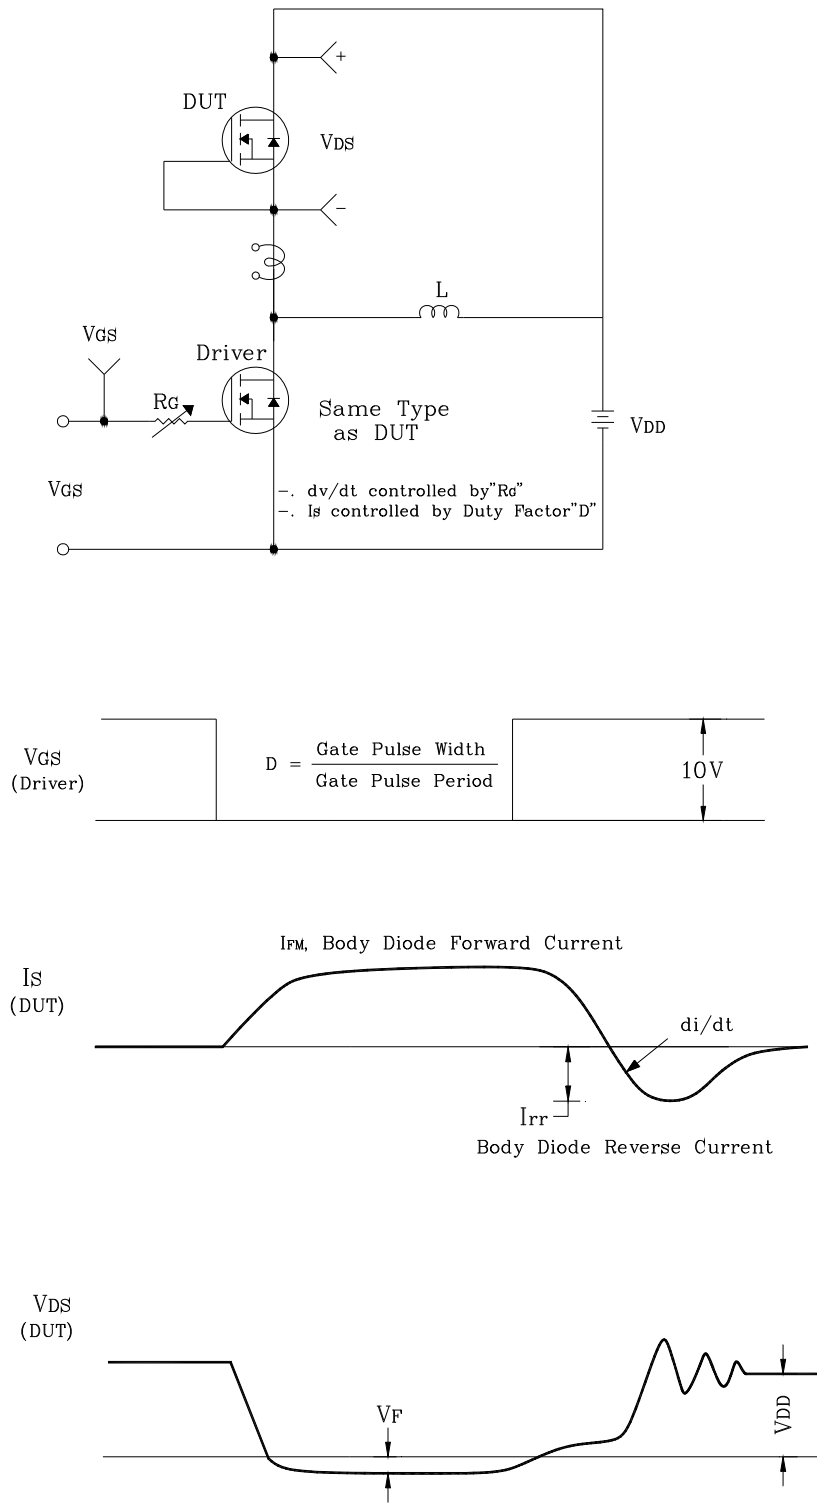 +
DUT
VDS
−
L
VGS
Driver
RG
Same Type
as DUT
VDD
VGS
−. dv/dt controlled by"RG"
−. Is controlled by Duty Factor"D"
VGS
(Driver)
D = Gate Pulse Width
Gate Pulse Period
10V
IFM, Body Diode Forward Current
IS
(DUT)
di/dt
Irr
Body Diode Reverse Current
VDS
(DUT)
VF
VDD